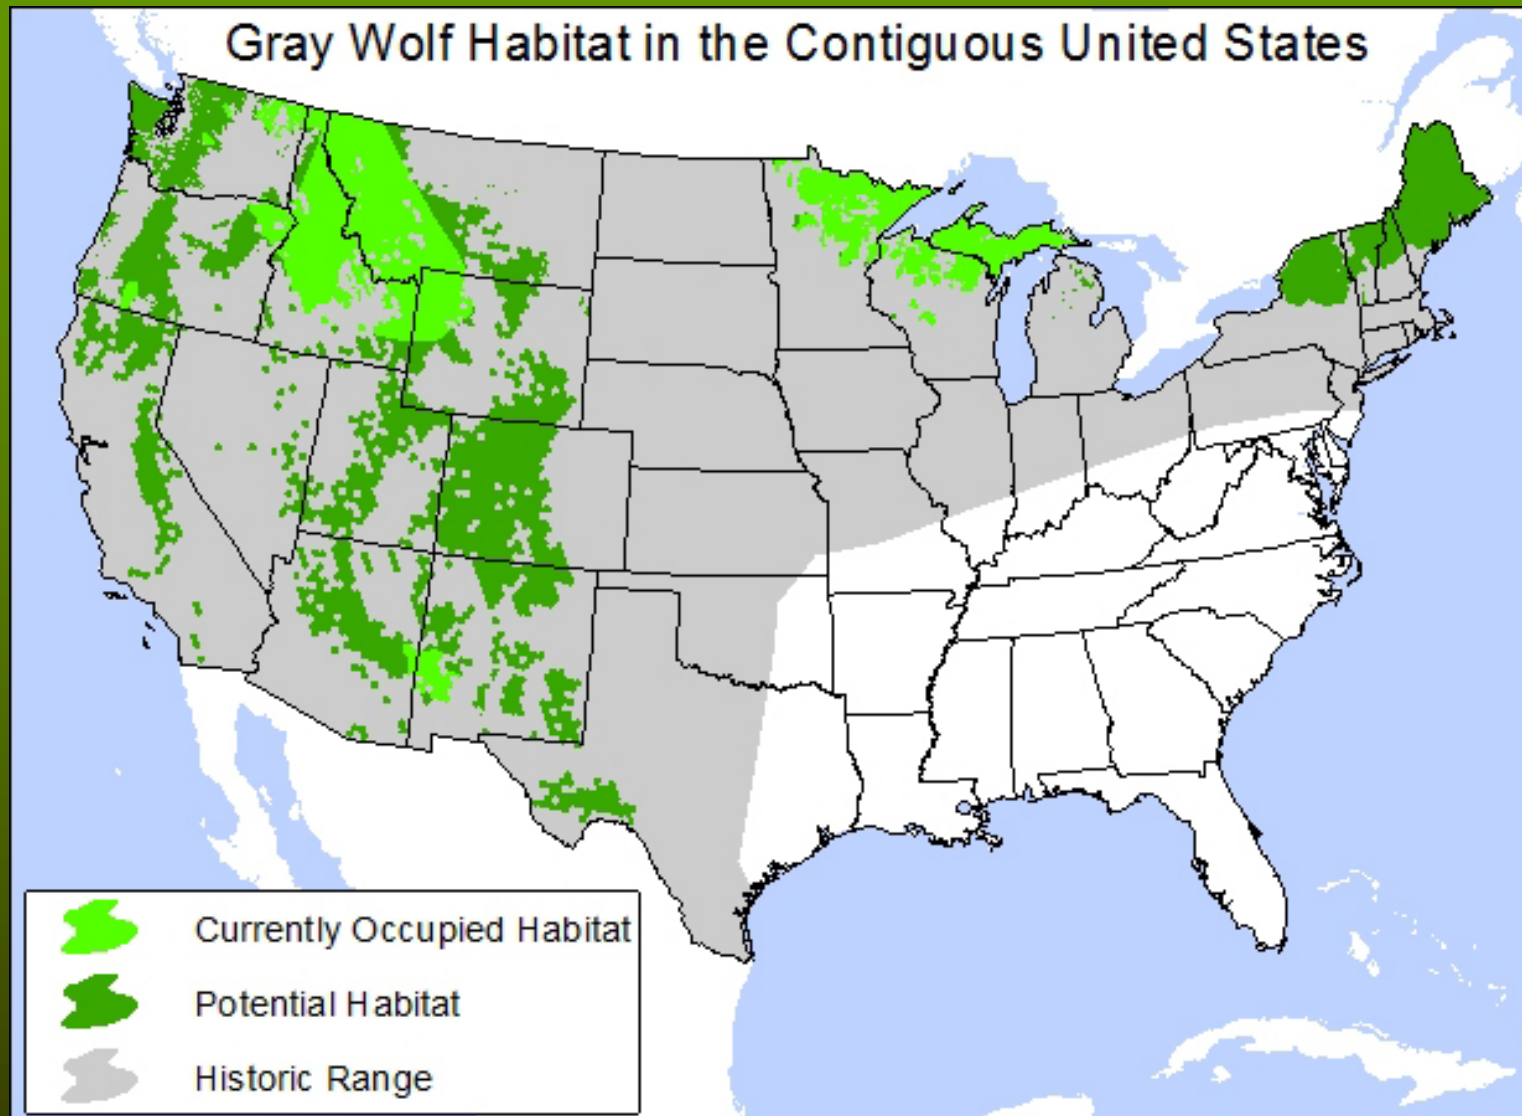 Gray Wolf Habitat in the Contiguous United States
Currently Occupied Habitat
Potential Habitat
Historic Range